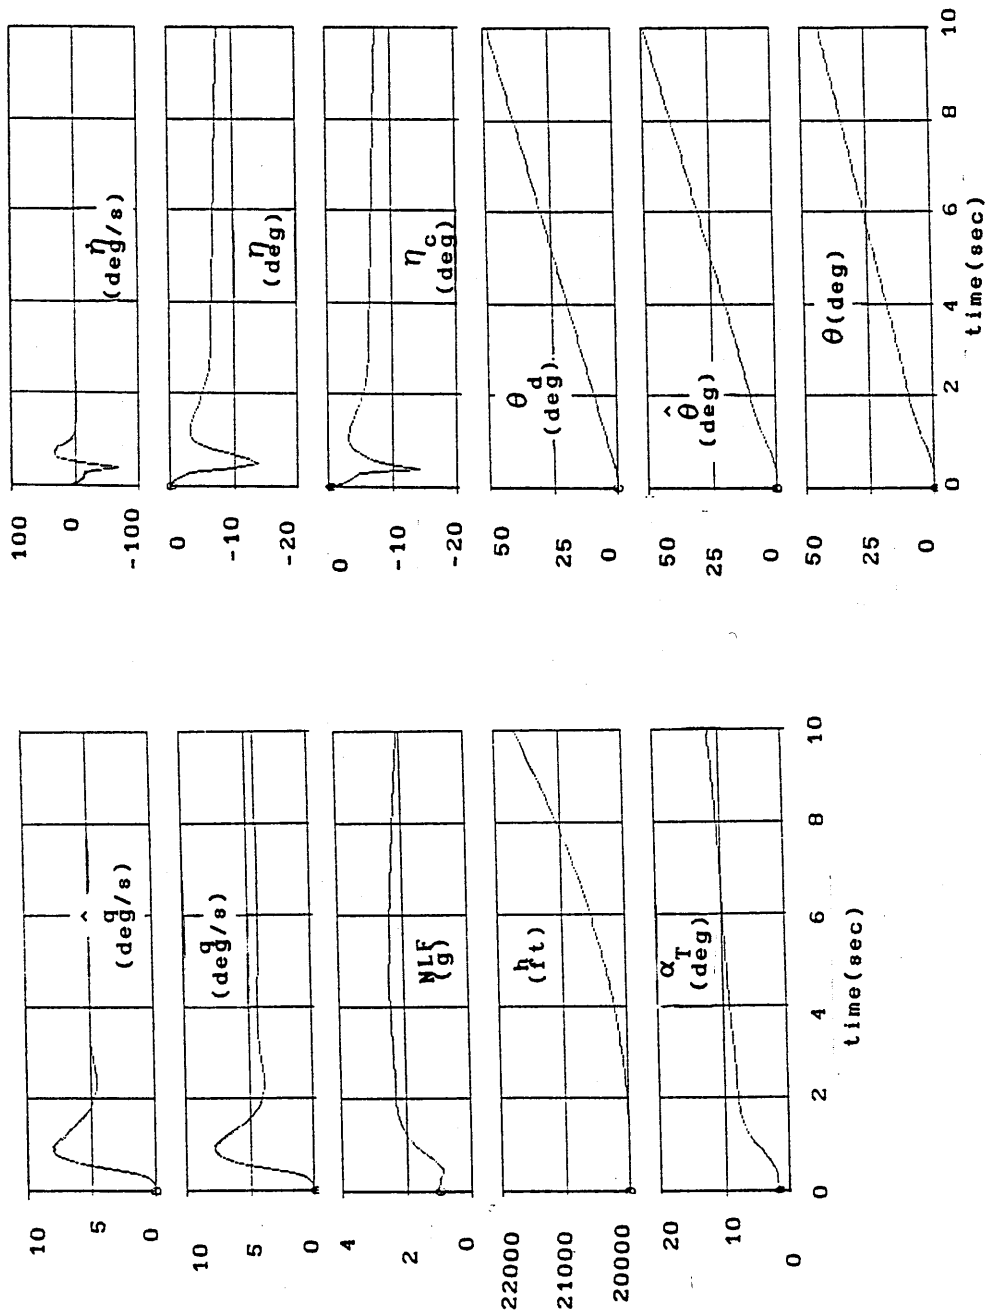 10
5
0
q̂
(deg/s)
10
5
0
q
(deg/s)
4
2
0
NLF
(g)
22000
21000
20000
h
(ft)
20
10
0
α_T
(deg)
0 2 4 6 8 10
time(sec)
100
0
-100
η̇
(deg/s)
0
-10
-20
η
(deg)
0
-10
-20
η_c
(deg)
50
25
0
θ_d
(deg)
50
25
0
θ̂
(deg)
50
25
0
θ(deg)
0 2 4 6 8 10
time(sec)